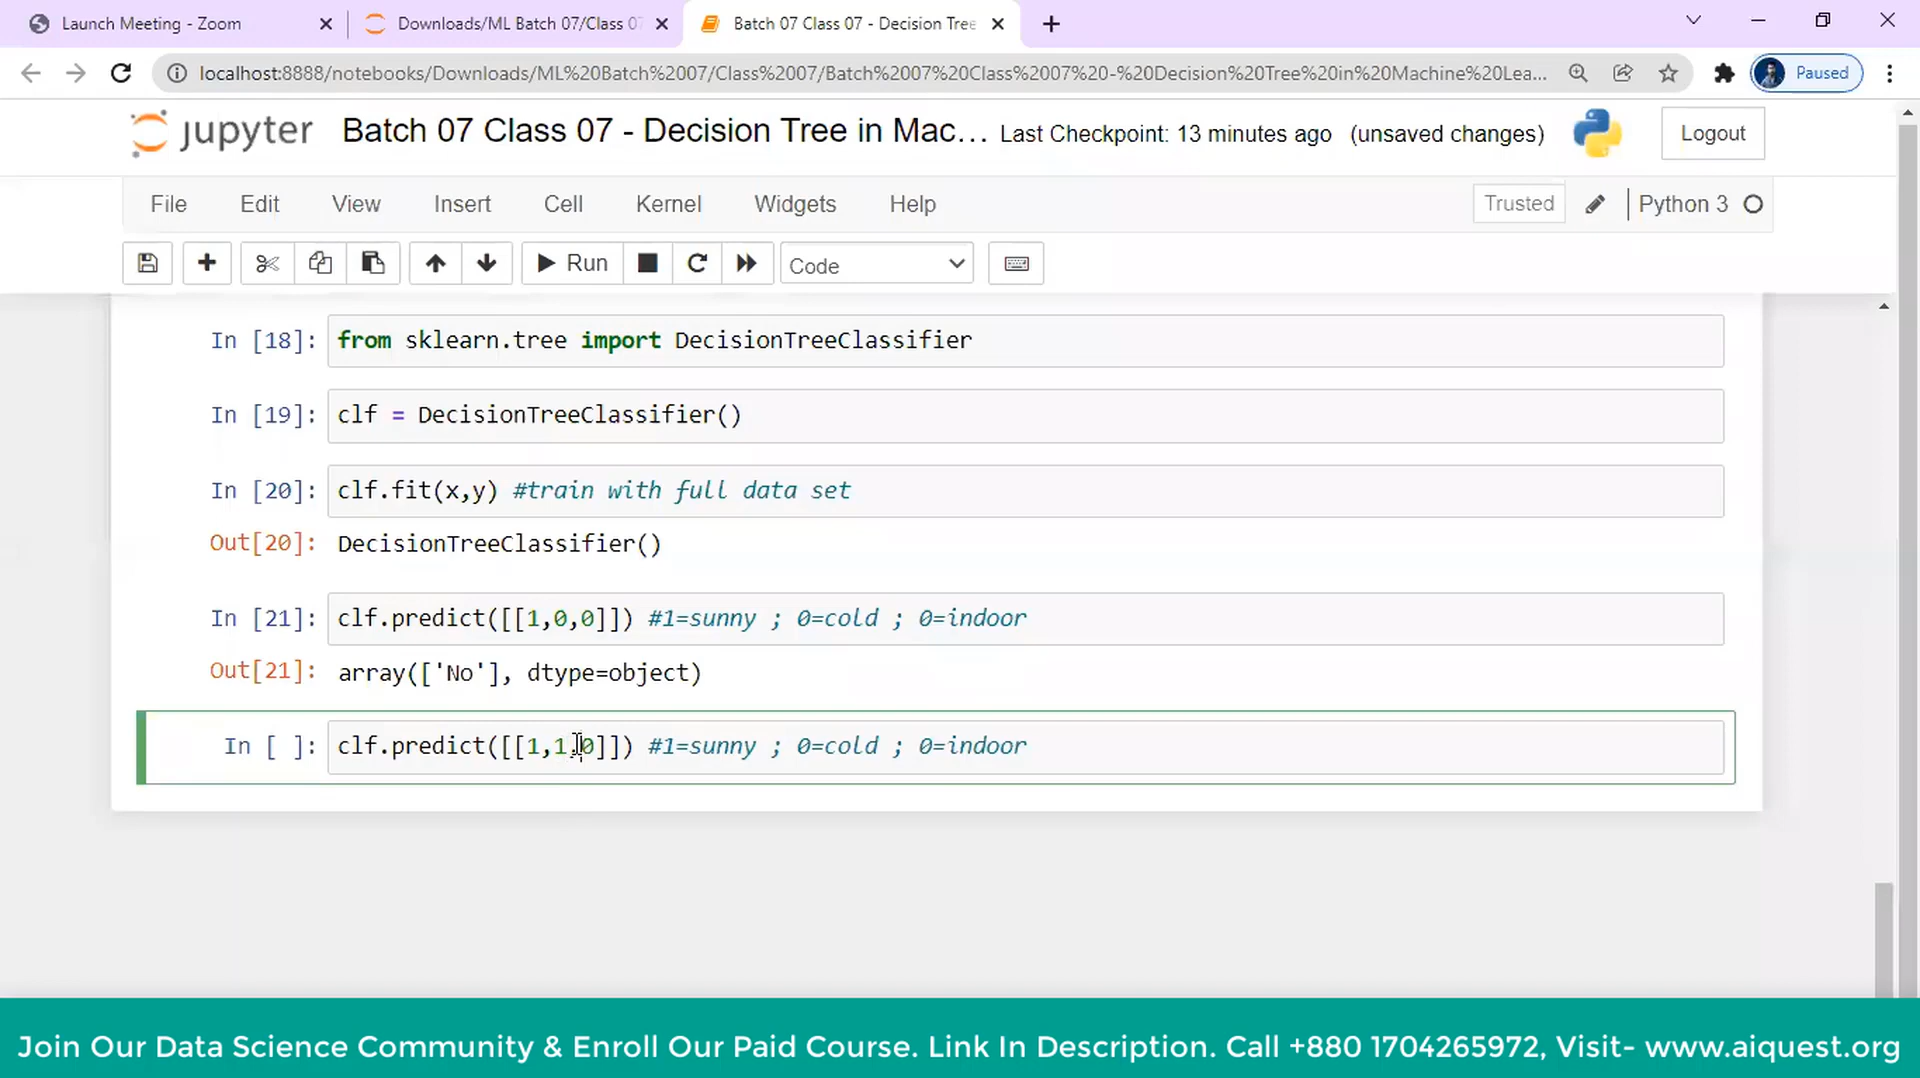 Launch Meeting - Zoom
Downloads/ML Batch 07/Class 07
Batch 07 Class 07 - Decision Tree
localhost:8888/notebooks/Downloads/ML%20Batch%2007/Class%2007/Batch%2007%20Class%2007%20-%20Decision%20Tree%20in%20Machine%20Lea...
Paused
jupyter
Batch 07 Class 07 - Decision Tree in Mac...
Last Checkpoint: 13 minutes ago
(unsaved changes)
Logout
File
Edit
View
Insert
Cell
Kernel
Widgets
Help
Trusted
Python 3
Run
Code
In [18]: from sklearn.tree import DecisionTreeClassifier
In [19]: clf = DecisionTreeClassifier()
In [20]: clf.fit(x,y) #train with full data set
Out[20]: DecisionTreeClassifier()
In [21]: clf.predict([[1,0,0]]) #1=sunny ; 0=cold ; 0=indoor
Out[21]: array(['No'], dtype=object)
In [ ]: clf.predict([[1,1,0]]) #1=sunny ; 0=cold ; 0=indoor
Join Our Data Science Community & Enroll Our Paid Course. Link In Description. Call +880 1704265972, Visit- www.aiquest.org